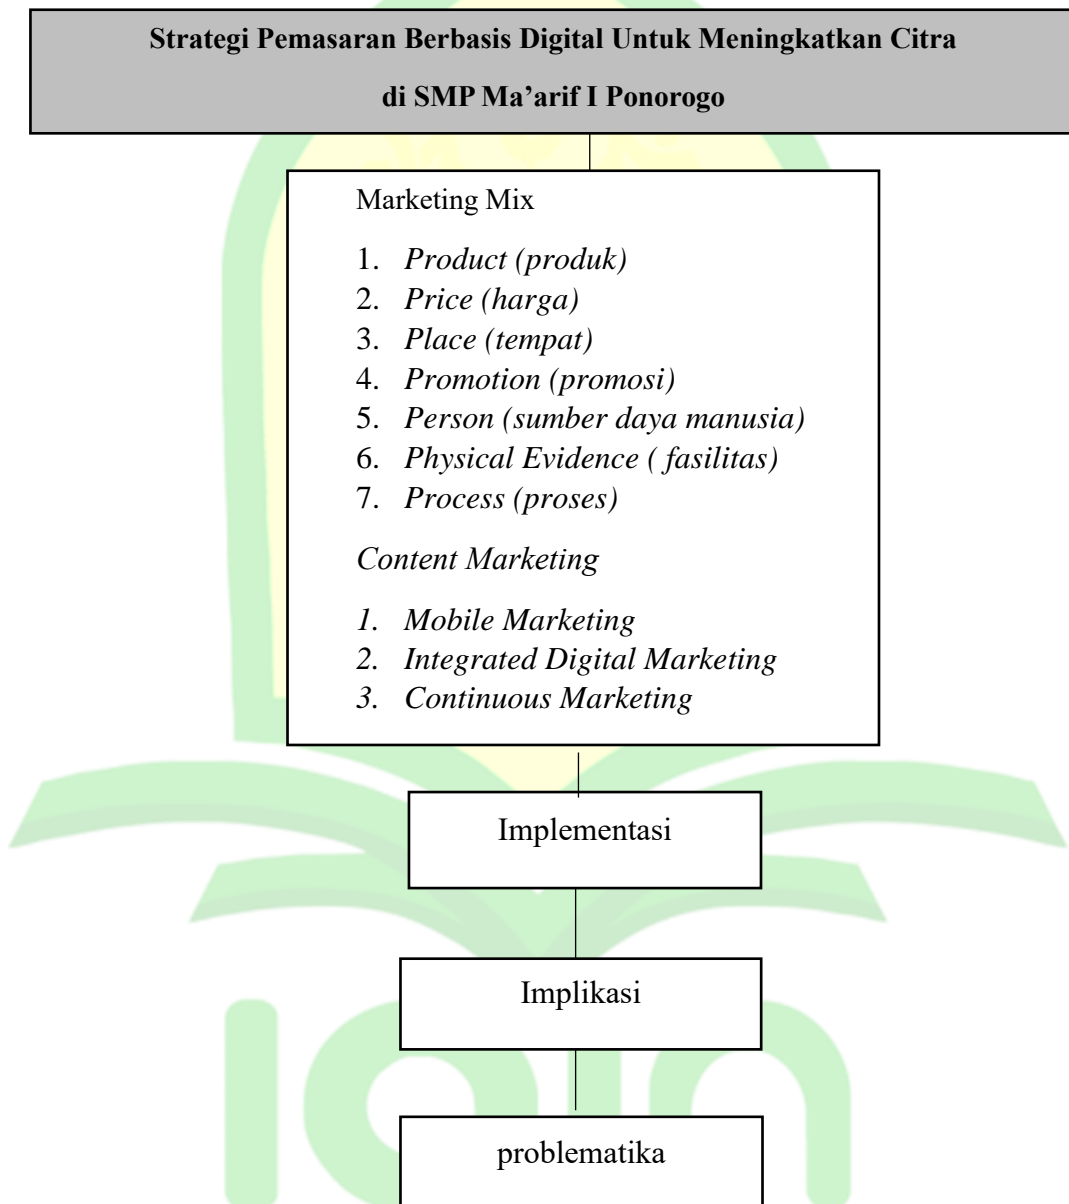 Strategi Pemasaran Berbasis Digital Untuk Meningkatkan Citra
di SMP Ma’arif I Ponorogo
Marketing Mix
1. Product (produk)
2. Price (harga)
3. Place (tempat)
4. Promotion (promosi)
5. Person (sumber daya manusia)
6. Physical Evidence ( fasilitas)
7. Process (proses)
Content Marketing
1. Mobile Marketing
2. Integrated Digital Marketing
3. Continuous Marketing
Implementasi
Implikasi
iain
problematika